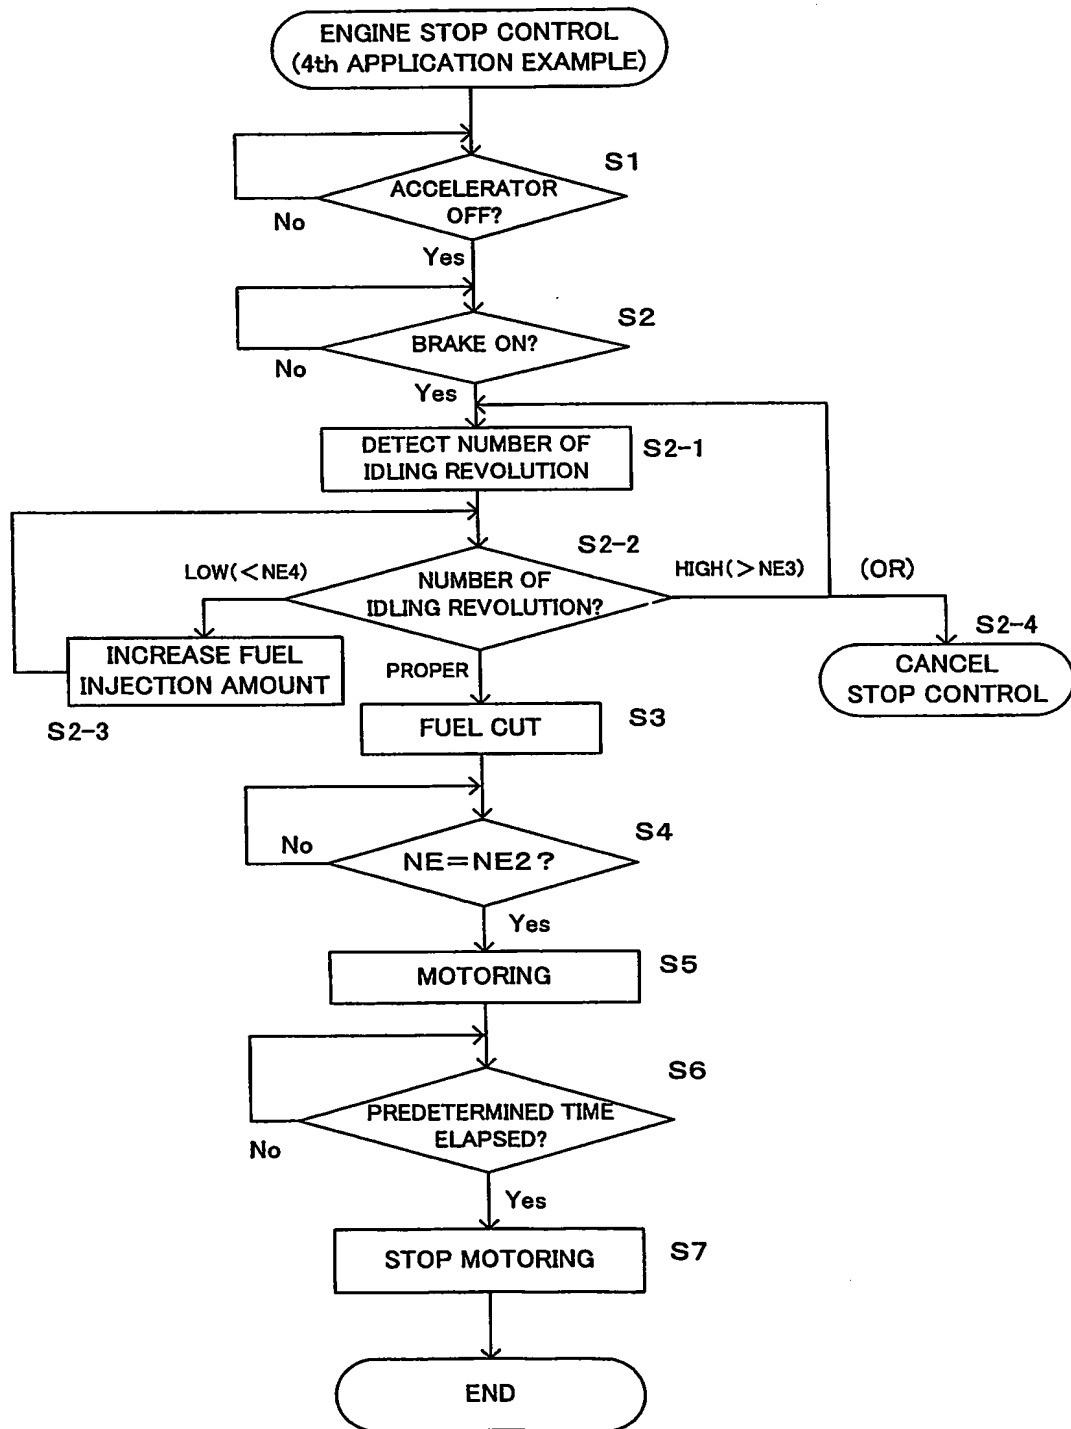 ENGINE STOP CONTROL
(4th APPLICATION EXAMPLE)
S1
ACCELERATOR
OFF?
No
Yes
S2
BRAKE ON?
No
Yes
DETECT NUMBER OF
IDLING REVOLUTION
S2-1
S2-2
LOW(<NE4)
NUMBER OF
IDLING REVOLUTION?
HIGH(>NE3)
(OR)
S2-4
INCREASE FUEL
INJECTION AMOUNT
PROPER
CANCEL
STOP CONTROL
S2-3
FUEL CUT
S3
S4
No
NE=NE2?
Yes
MOTORING
S5
S6
PREDETERMINED TIME
ELAPSED?
No
Yes
STOP MOTORING
S7
END